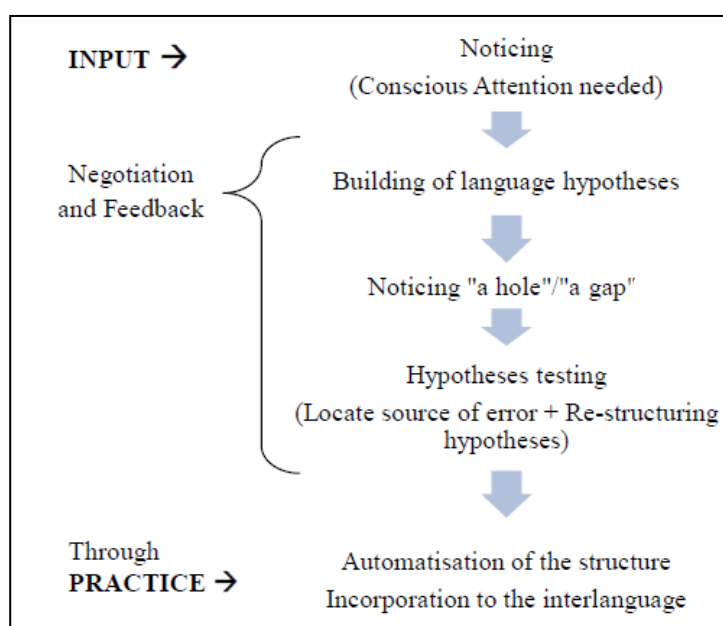 INPUT →
Noticing
(Conscious Attention needed)
Negotiation
and Feedback
Building of language hypotheses
Noticing "a hole"/"a gap"
Hypotheses testing
(Locate source of error + Re-structuring
hypotheses)
Through
PRACTICE →
Automatisation of the structure
Incorporation to the interlanguage